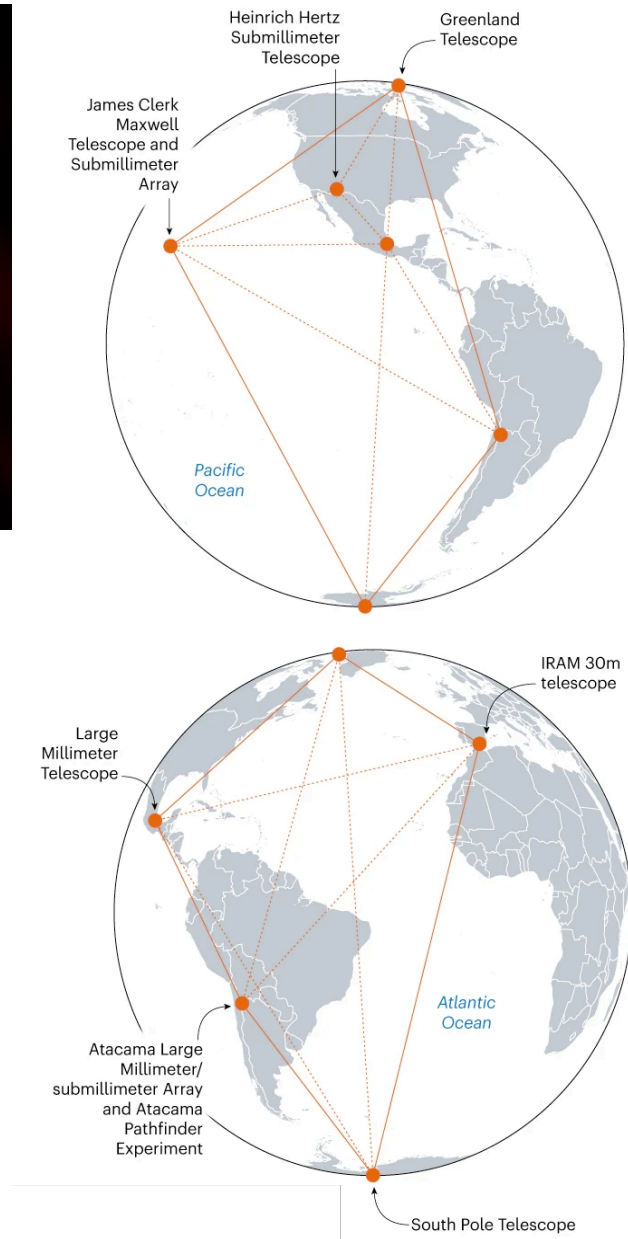 Heinrich Hertz
Submillimeter
Telescope
Greenland
Telescope
James Clerk
Maxwell
Telescope and
Submillimeter
Array
Pacific
Ocean
IRAM 30m
telescope
Large
Millimeter
Telescope
Atlantic
Ocean
Atacama Large
Millimeter/
submillimeter Array
and Atacama
Pathfinder
Experiment
South Pole Telescope